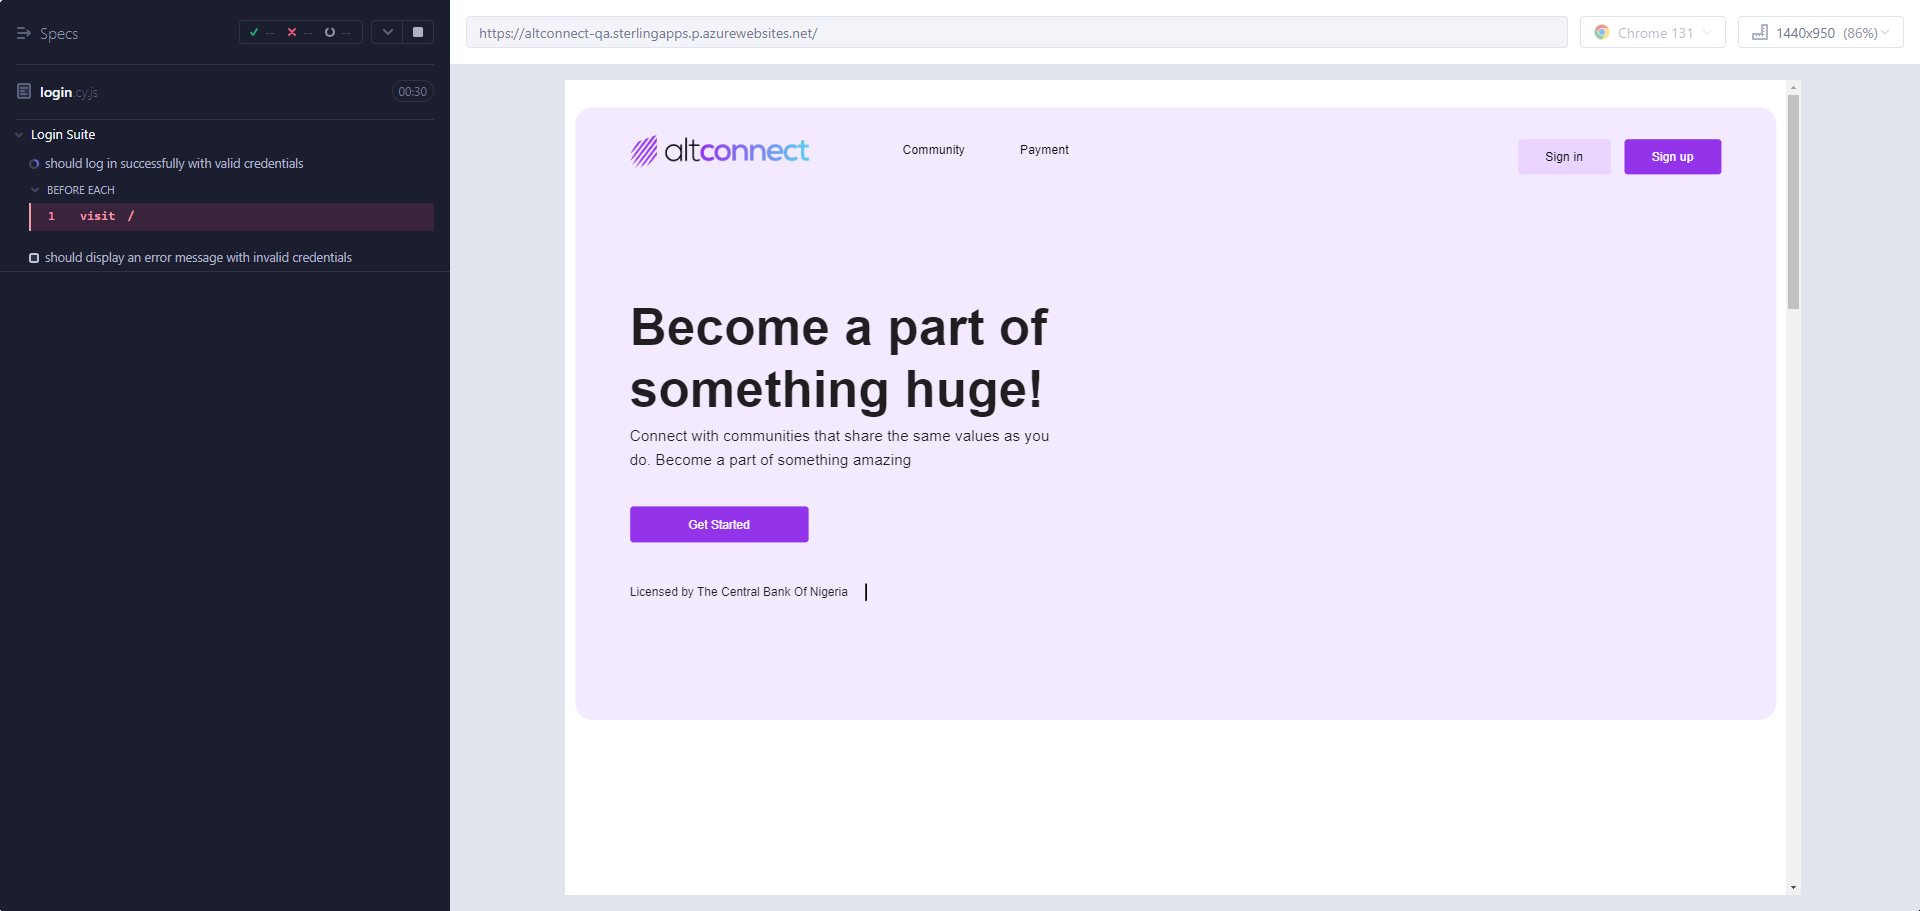 Specs
-- -- --
login.cy.js 00:30
Login Suite
should log in successfully with valid credentials
BEFORE EACH
1 visit /
should display an error message with invalid credentials
https://altconnect-qa.sterlingapps.p.azurewebsites.net/
Chrome 131
1440x950 (86%)
altconnect
Community
Payment
Sign in
Sign up
Become a part of
something huge!
Connect with communities that share the same values as you
do. Become a part of something amazing
Get Started
Licensed by The Central Bank Of Nigeria